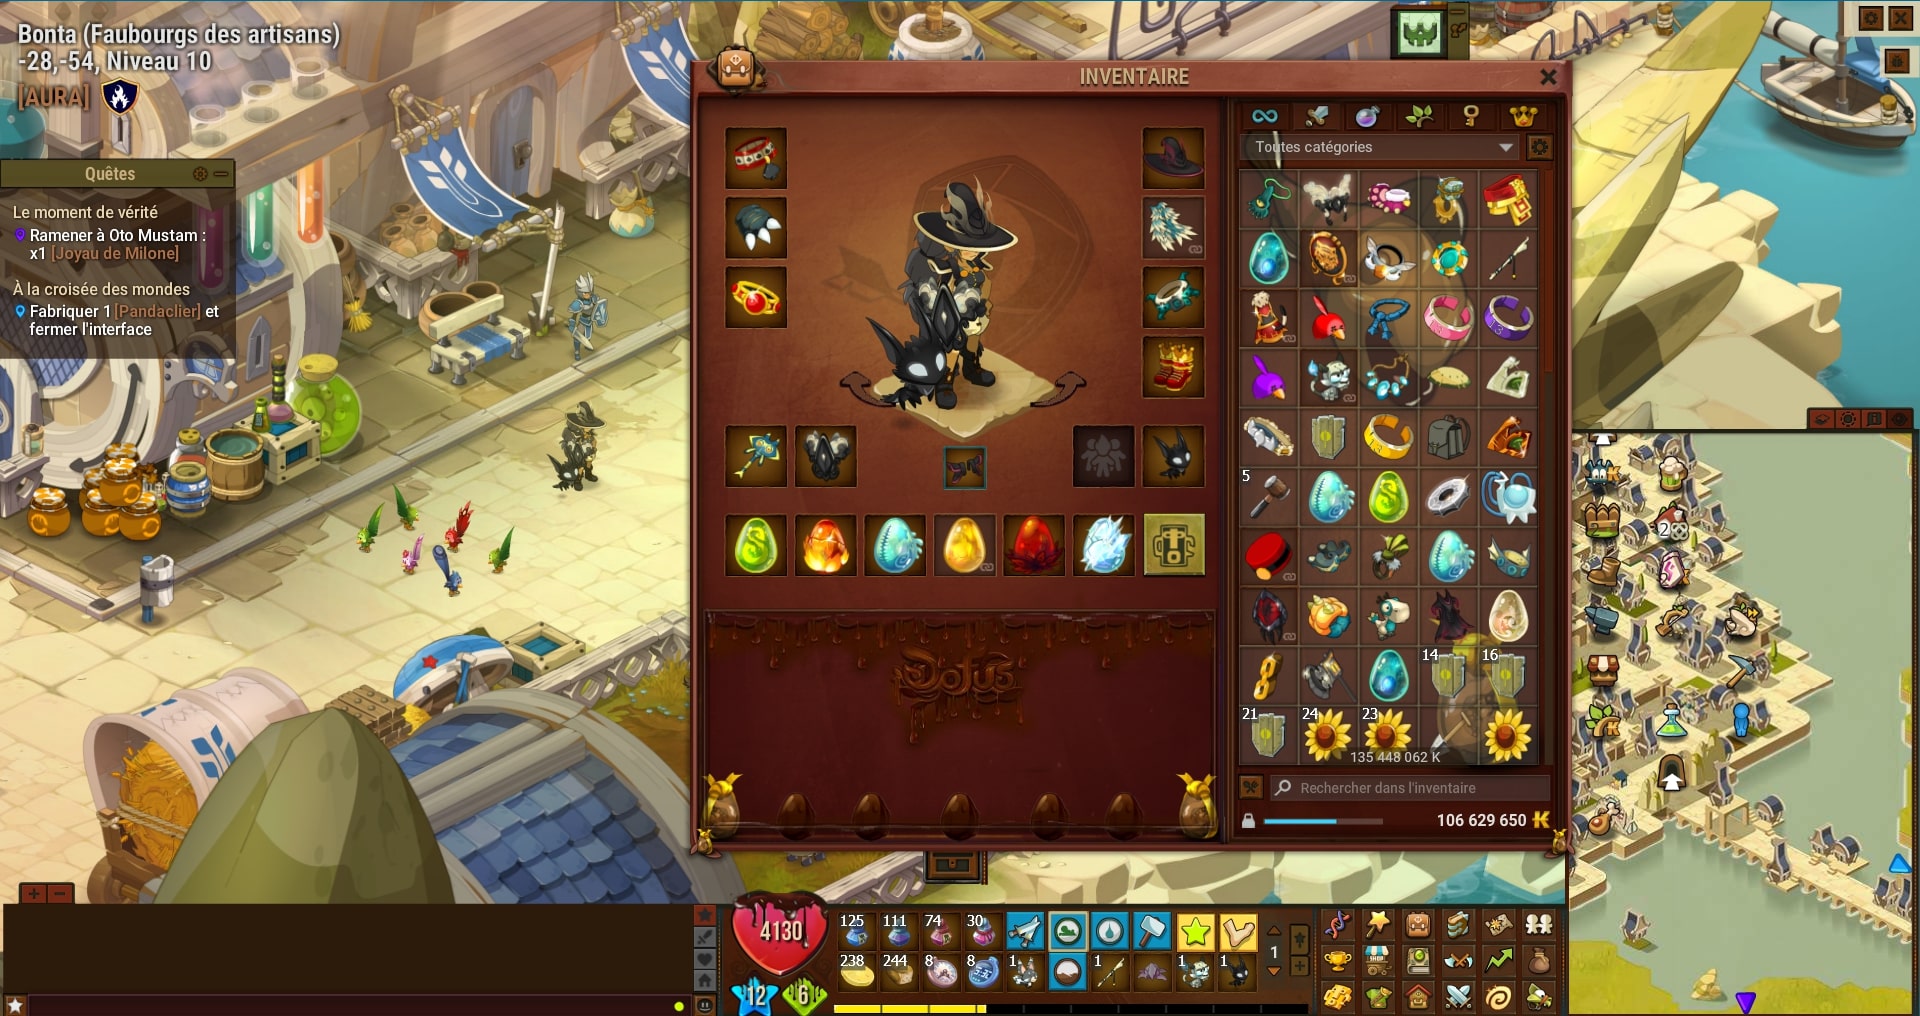 Bonta (Faubourgs des artisans)
-28,-54, Niveau 10
[AURA]
Quêtes
Le moment de vérité
Ramener à Oto Mustam :
x1 [Joyau de Milone]
À la croisée des mondes
Fabriquer 1 [Pandaclier] et
fermer l'interface
INVENTAIRE
Toutes catégories
5
14
16
21
24
23
135 448 062 K
Rechercher dans l'inventaire
106 629 650 K
Dofus
2
4130
12
6
125
111
74
30
238
244
8
8
1
1
1
1
1